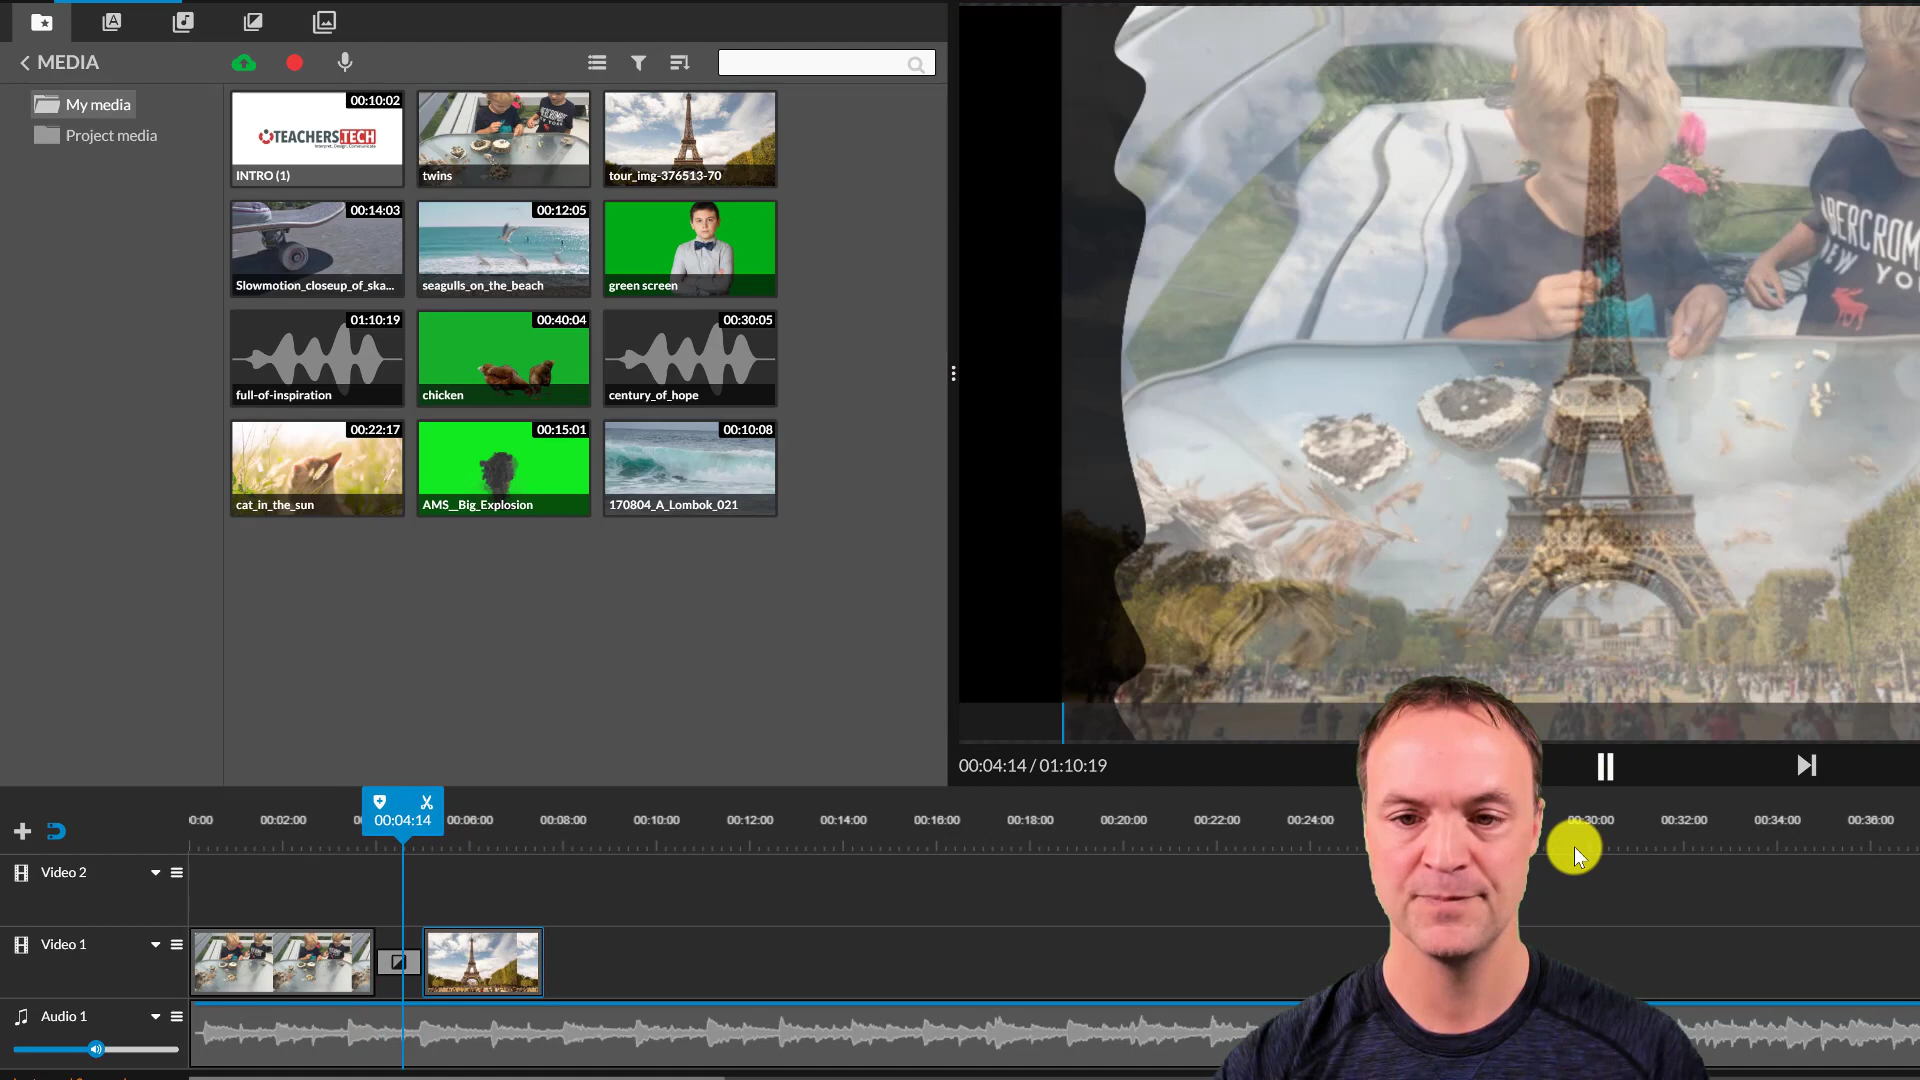 MEDIA
My media
Project media
00:10:02
TEACHERSTECH
INTRO (1)
twins
tour_img-376513-70
00:14:03
Slowmotion_closeup_of_ska...
00:12:05
seagulls_on_the_beach
green screen
01:10:19
full-of-inspiration
00:40:04
chicken
00:30:05
century_of_hope
00:22:17
cat_in_the_sun
00:15:01
AMS__Big_Explosion
00:10:08
170804_A_Lombok_021
NEW YO
00:04:14 / 01:10:19
00:04:14
0:00 00:02:00 00:06:00 00:08:00 00:10:00 00:12:00 00:14:00 00:16:00 00:18:00 00:20:00 00:22:00 00:24:00 00:30:00 00:32:00 00:34:00 00:36:00
Video 2
Video 1
Audio 1